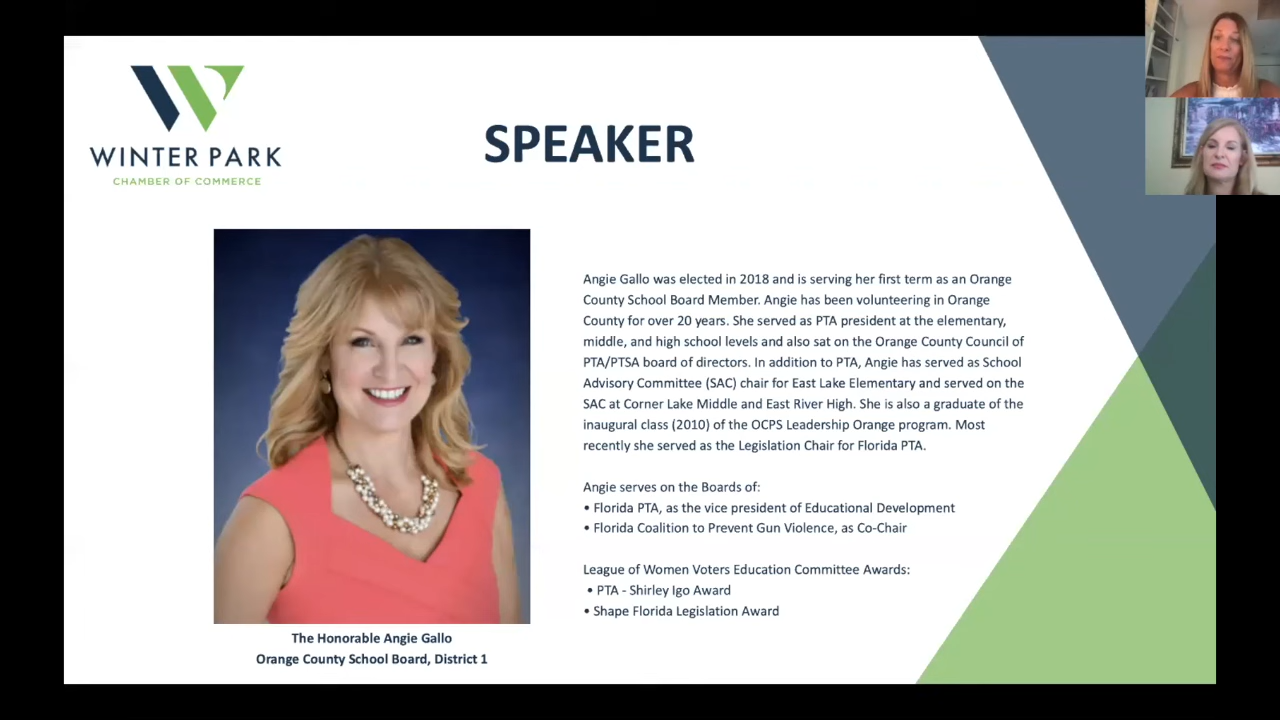 WINTER PARK
CHAMBER OF COMMERCE
SPEAKER
Angie Gallo was elected in 2018 and is serving her first term as an Orange
County School Board Member. Angie has been volunteering in Orange
County for over 20 years. She served as PTA president at the elementary,
middle, and high school levels and also sat on the Orange County Council of
PTA/PTSA board of directors. In addition to PTA, Angie has served as School
Advisory Committee (SAC) chair for East Lake Elementary and served on the
SAC at Corner Lake Middle and East River High. She is also a graduate of the
inaugural class (2010) of the OCPS Leadership Orange program. Most
recently she served as the Legislation Chair for Florida PTA.
Angie serves on the Boards of:
• Florida PTA, as the vice president of Educational Development
• Florida Coalition to Prevent Gun Violence, as Co-Chair
League of Women Voters Education Committee Awards:
• PTA - Shirley Igo Award
• Shape Florida Legislation Award
The Honorable Angie Gallo
Orange County School Board, District 1